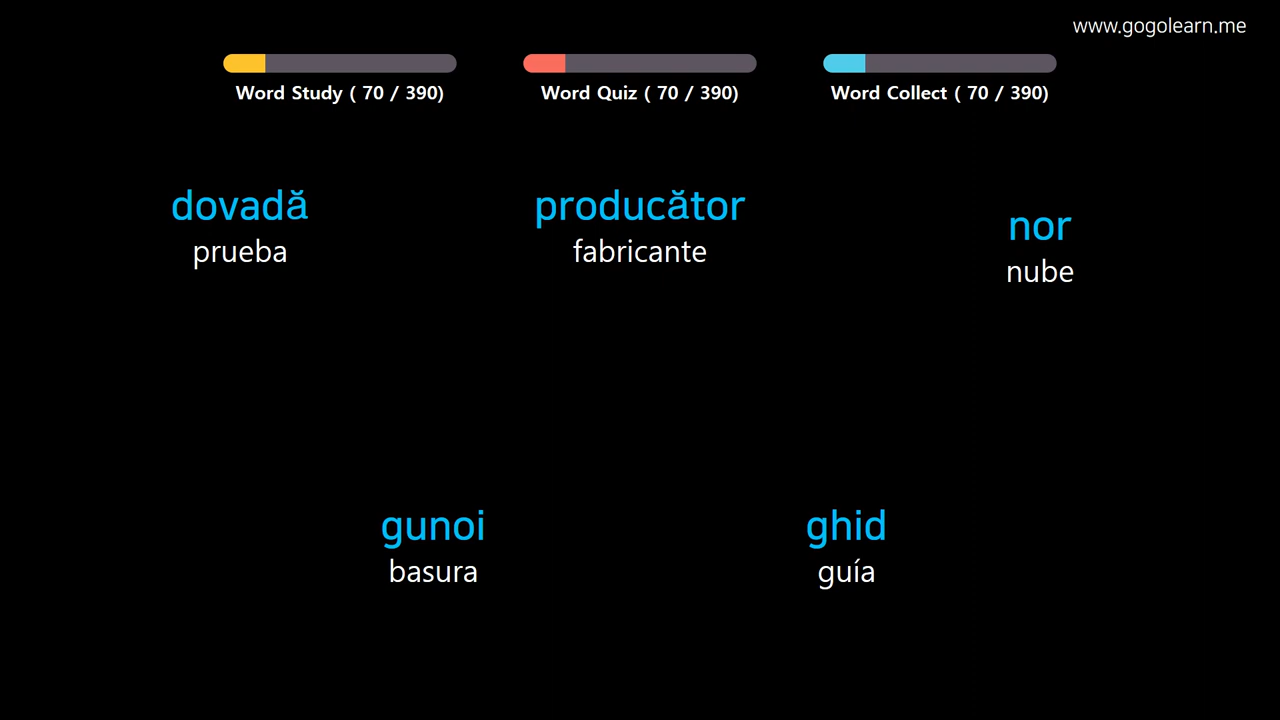 www.gogolearn.me
Word Study ( 70 / 390)
Word Quiz ( 70 / 390)
Word Collect ( 70 / 390)
dovadă
prueba
producător
fabricante
nor
nube
gunoi
basura
ghid
guía